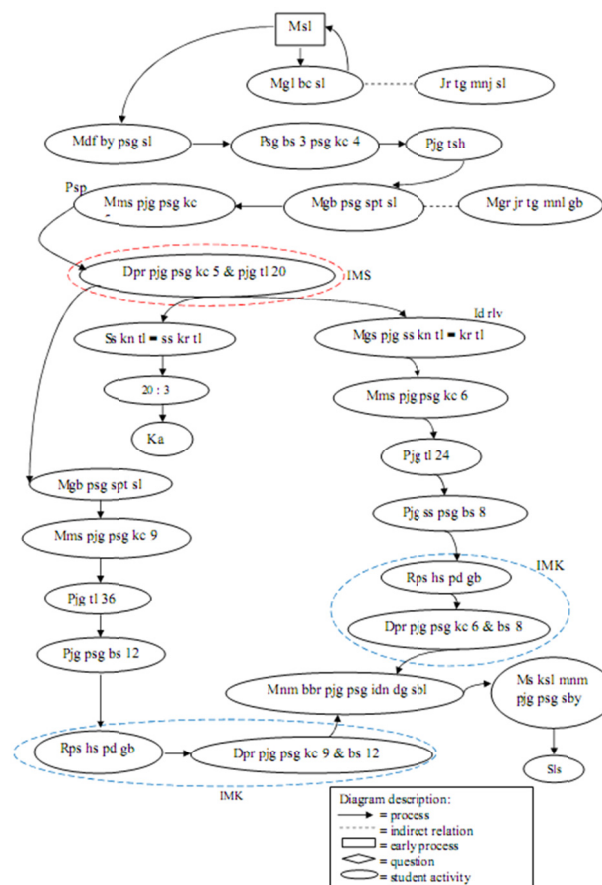 Msl
Mgl bc sl
Jr tg mnj sl
Mdf by psg sl
Psg bs 3 psg kc 4
Pjg tsh
Psp
Mms pjg psg kc
Mgb psg spt sl
Mgr jr tg mnl gb
Dpr pjg psg kc 5 & pjg tl 20
IMS
Id rlv
Ss kn tl = ss kr tl
Mgs pjg ss kn tl = kr tl
20 : 3
Mms pjg psg kc 6
Ka
Pjg tl 24
Mgb psg spt sl
Pjg ss psg bs 8
Mms pjg psg kc 9
IMK
Rps hs pd gb
Pjg tl 36
Dpr pjg psg kc 6 & bs 8
Pjg psg bs 12
Mnm bbr pjg psg idn dg sbl
Ms ksl mnm
pjg psg sby
Rps hs pd gb
Dpr pjg psg kc 9 & bs 12
Sls
IMK
Diagram description:
= process
= indirect relation
= early process
= question
= student activity